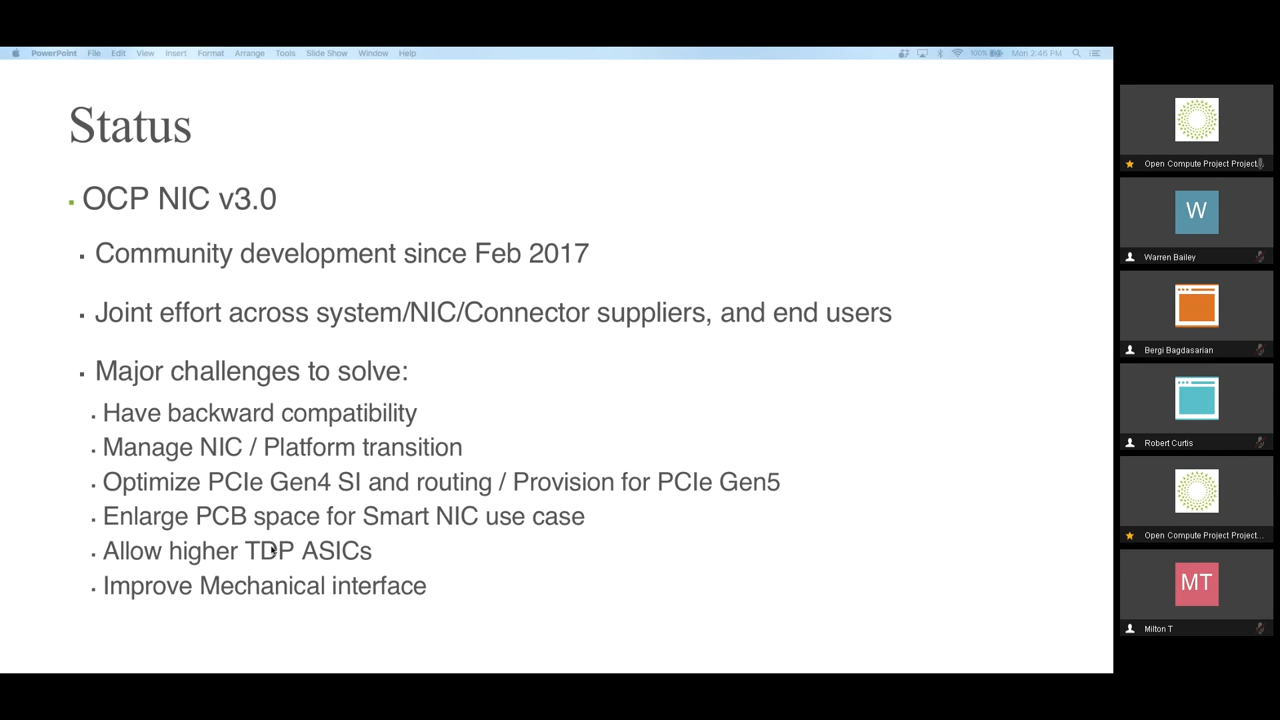 PowerPoint File Edit View Insert Format Arrange Tools Slide Show Window Help 100% Mon 2:46 PM
Status
OCP NIC v3.0
Community development since Feb 2017
Joint effort across system/NIC/Connector suppliers, and end users
Major challenges to solve:
Have backward compatibility
Manage NIC / Platform transition
Optimize PCIe Gen4 SI and routing / Provision for PCIe Gen5
Enlarge PCB space for Smart NIC use case
Allow higher TDP ASICs
Improve Mechanical interface
Open Compute Project Project...
W
Warren Bailey
Bergi Bagdasarian
Robert Curtis
Open Compute Project Project...
MT
Milton T